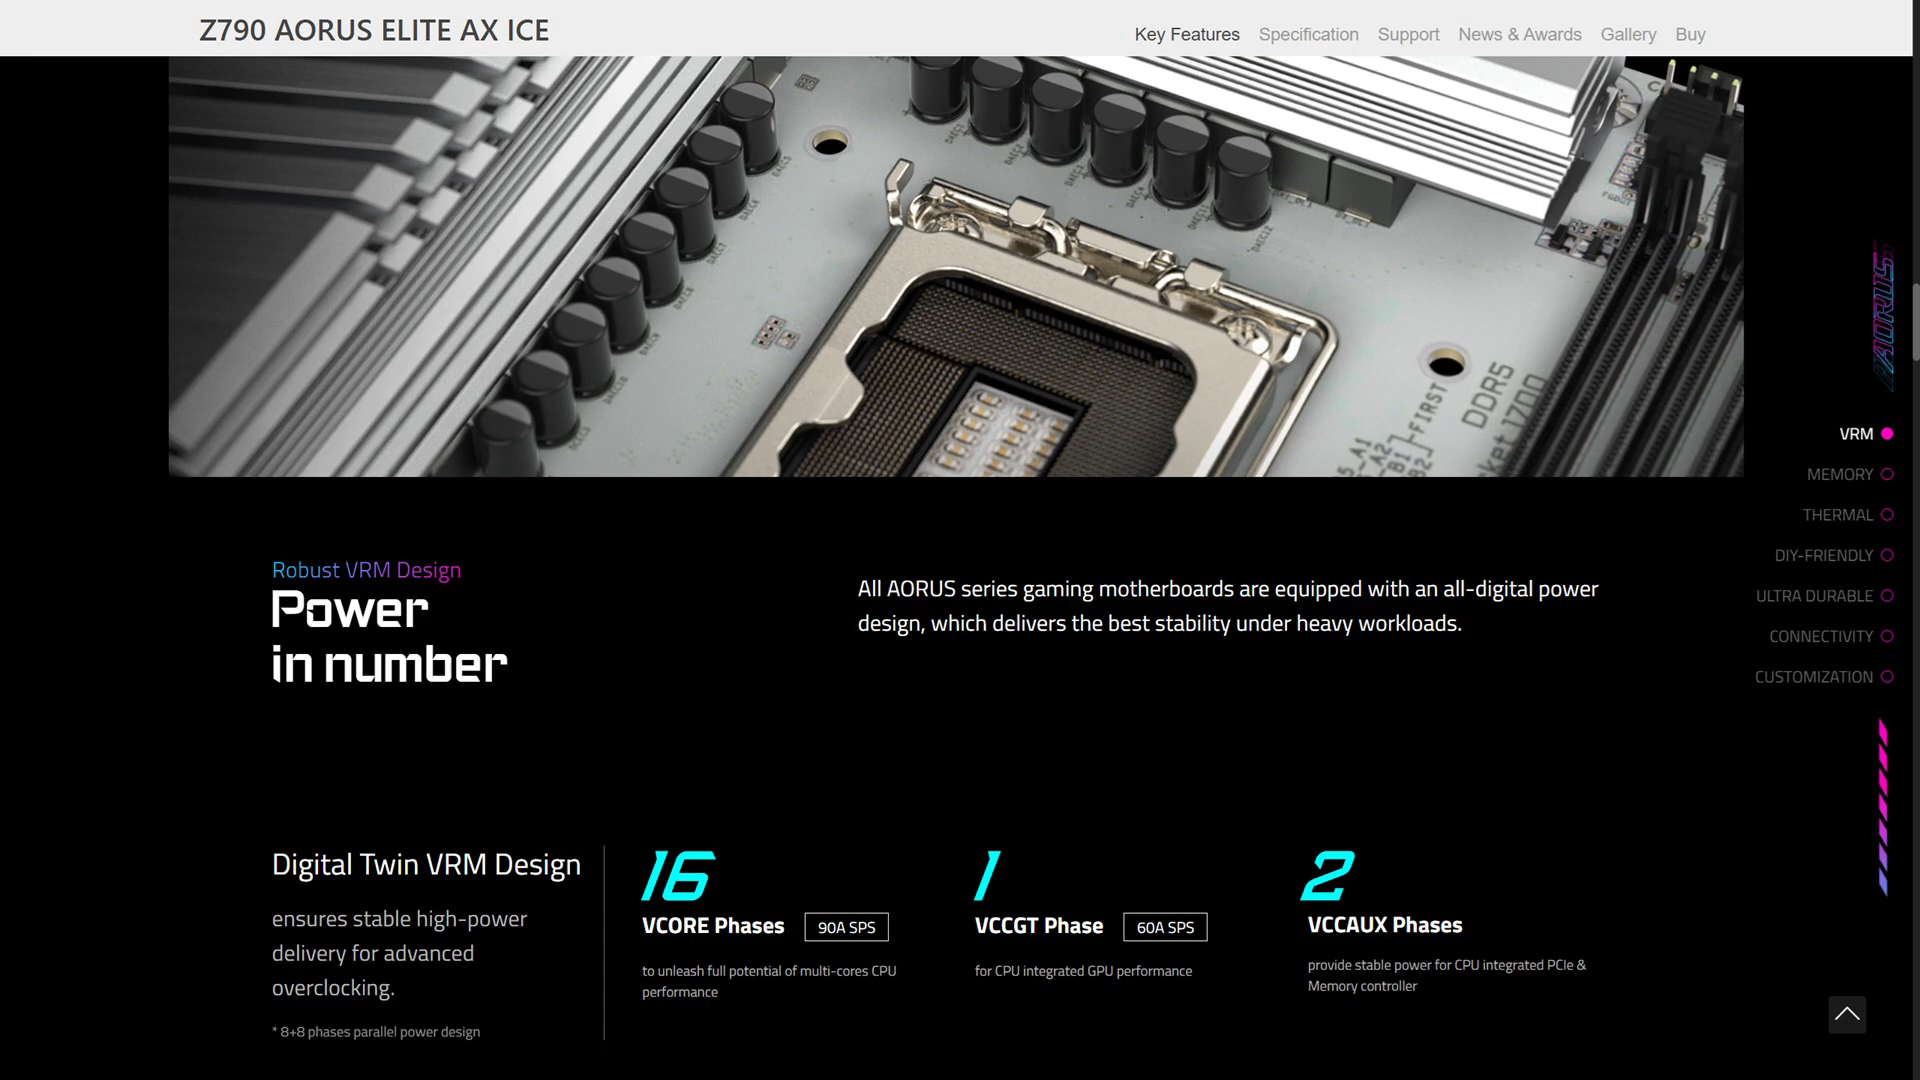 Z790 AORUS ELITE AX ICE
Key Features
Specification
Support
News & Awards
Gallery
Buy
DDR5
FIRST
AORUS
VRM
MEMORY
THERMAL
DIY-FRIENDLY
ULTRA DURABLE
CONNECTIVITY
CUSTOMIZATION
Robust VRM Design
Power
in number
All AORUS series gaming motherboards are equipped with an all-digital power
design, which delivers the best stability under heavy workloads.
Digital Twin VRM Design
ensures stable high-power
delivery for advanced
overclocking.
* 8+8 phases parallel power design
16
VCORE Phases
90A SPS
to unleash full potential of multi-cores CPU
performance
1
VCCGT Phase
60A SPS
for CPU integrated GPU performance
2
VCCAUX Phases
provide stable power for CPU integrated PCIe &
Memory controller